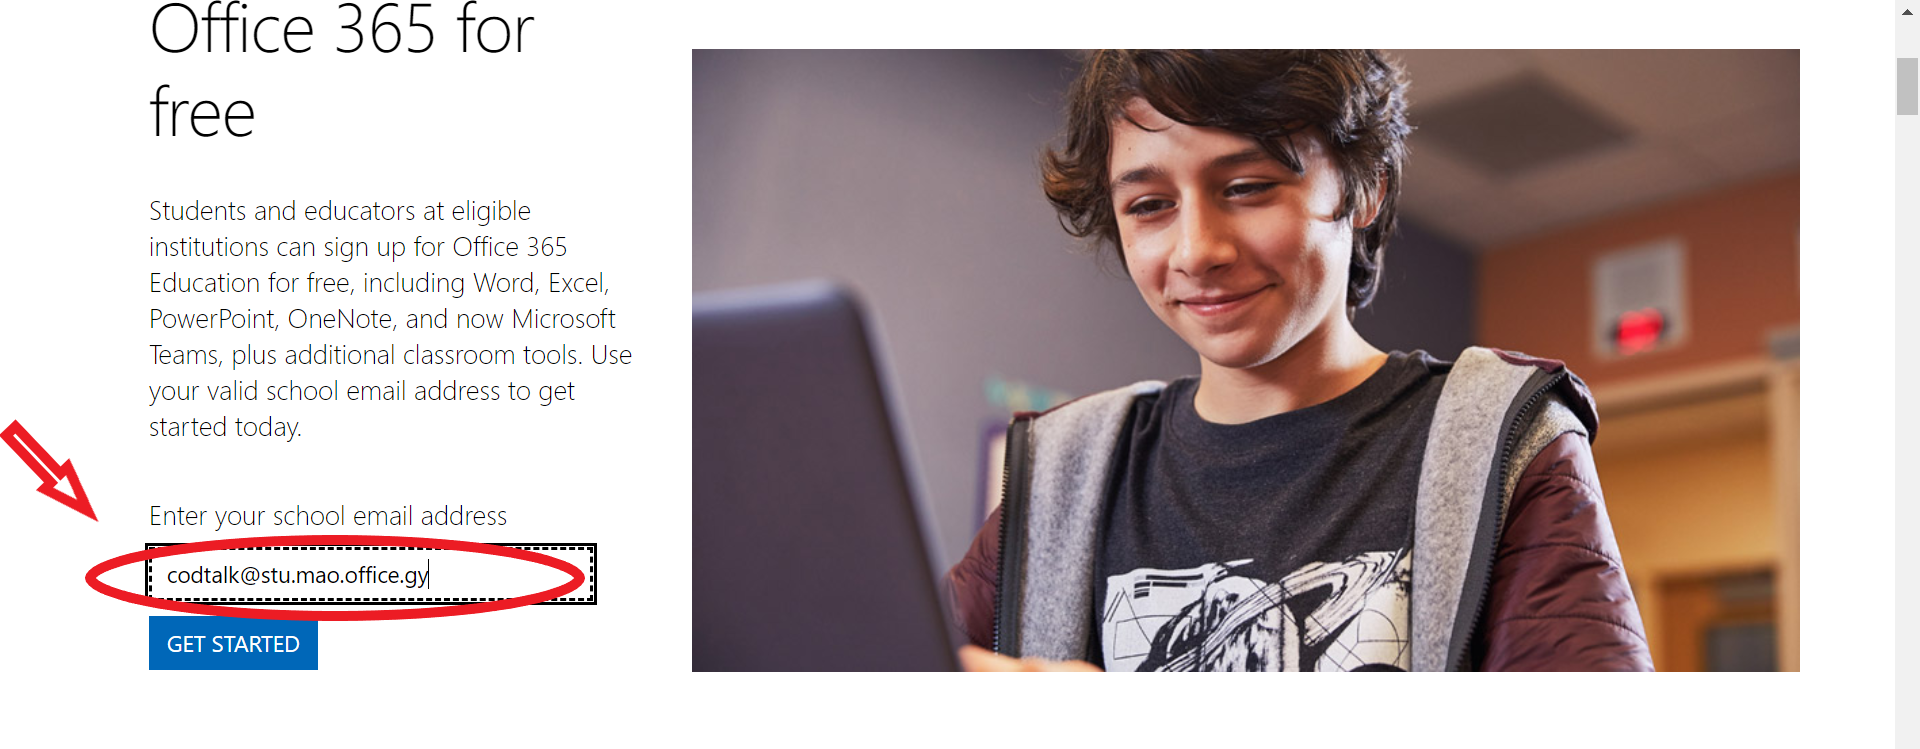 Office 365 for
free
Students and educators at eligible
institutions can sign up for Office 365
Education for free, including Word, Excel,
PowerPoint, OneNote, and now Microsoft
Teams, plus additional classroom tools. Use
your valid school email address to get
started today.
Enter your school email address
codtalk@stu.mao.office.gy
GET STARTED